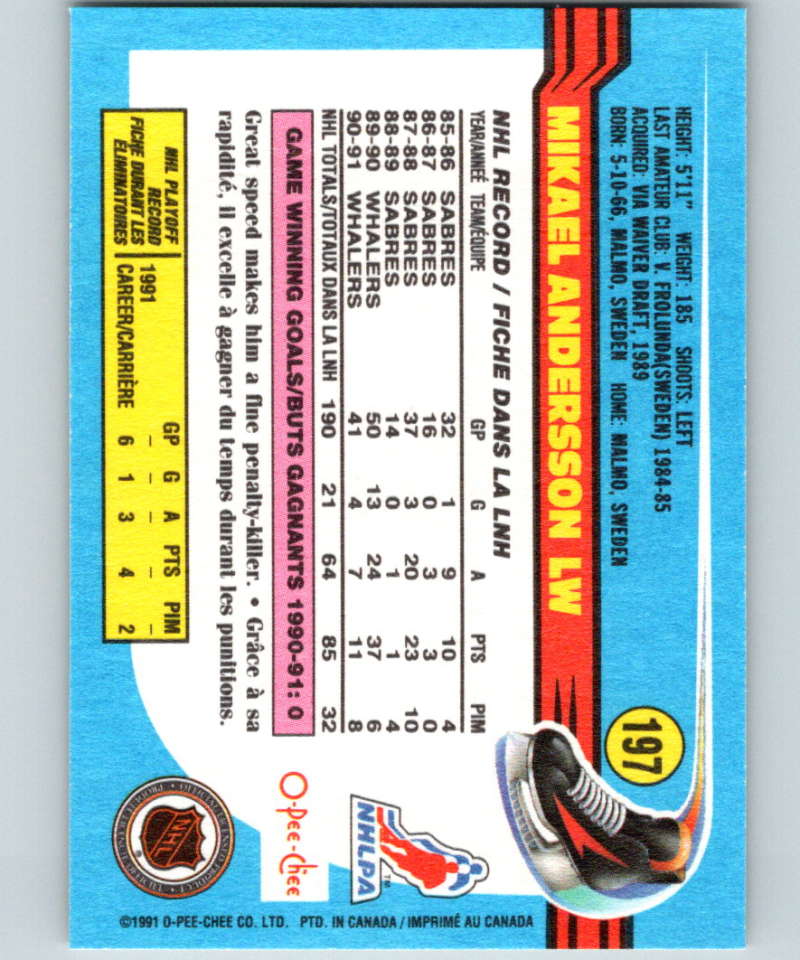 197
HEIGHT: 5'11" WEIGHT: 185 SHOOTS: LEFT
LAST AMATEUR CLUB: V. FROLUNDA(SWEDEN) 1984-85
ACQUIRED: VIA WAIVER DRAFT, 1989
BORN: 5-10-66, MALMO, SWEDEN HOME: MALMO, SWEDEN
MIKAEL ANDERSSON LW
NHL RECORD / FICHE DANS LA LNH
YEAR/ANNEÉ TEAM/ÉQUIPE GP G A PTS PIM
85-86 SABRES 32 1 9 10 4
86-87 SABRES 16 0 3 3 0
87-88 SABRES 37 3 20 23 10
88-89 SABRES 14 0 1 1 4
89-90 WHALERS 50 13 24 37 6
90-91 WHALERS 41 4 7 11 8
NHL TOTALS/TOTAUX DANS LA LNH 190 21 64 85 32
GAME WINNING GOALS/BUTS GAGNANTS 1990-91: 0
Great speed makes him a fine penalty-killer. • Grâce à sa
rapidité, il excelle à gagner du temps durant les punitions.
NHL PLAYOFF
RECORD
FICHE DURANT LES
ÉLIMINATOIRES
GP G A PTS PIM
1991 – – – – –
CAREER/CARRIÈRE 6 1 3 4 2
NHLPA
TM
O-Pee-Chee
NHL
©1991 O-PEE-CHEE CO. LTD. PTD. IN CANADA / IMPRIMÉ AU CANADA